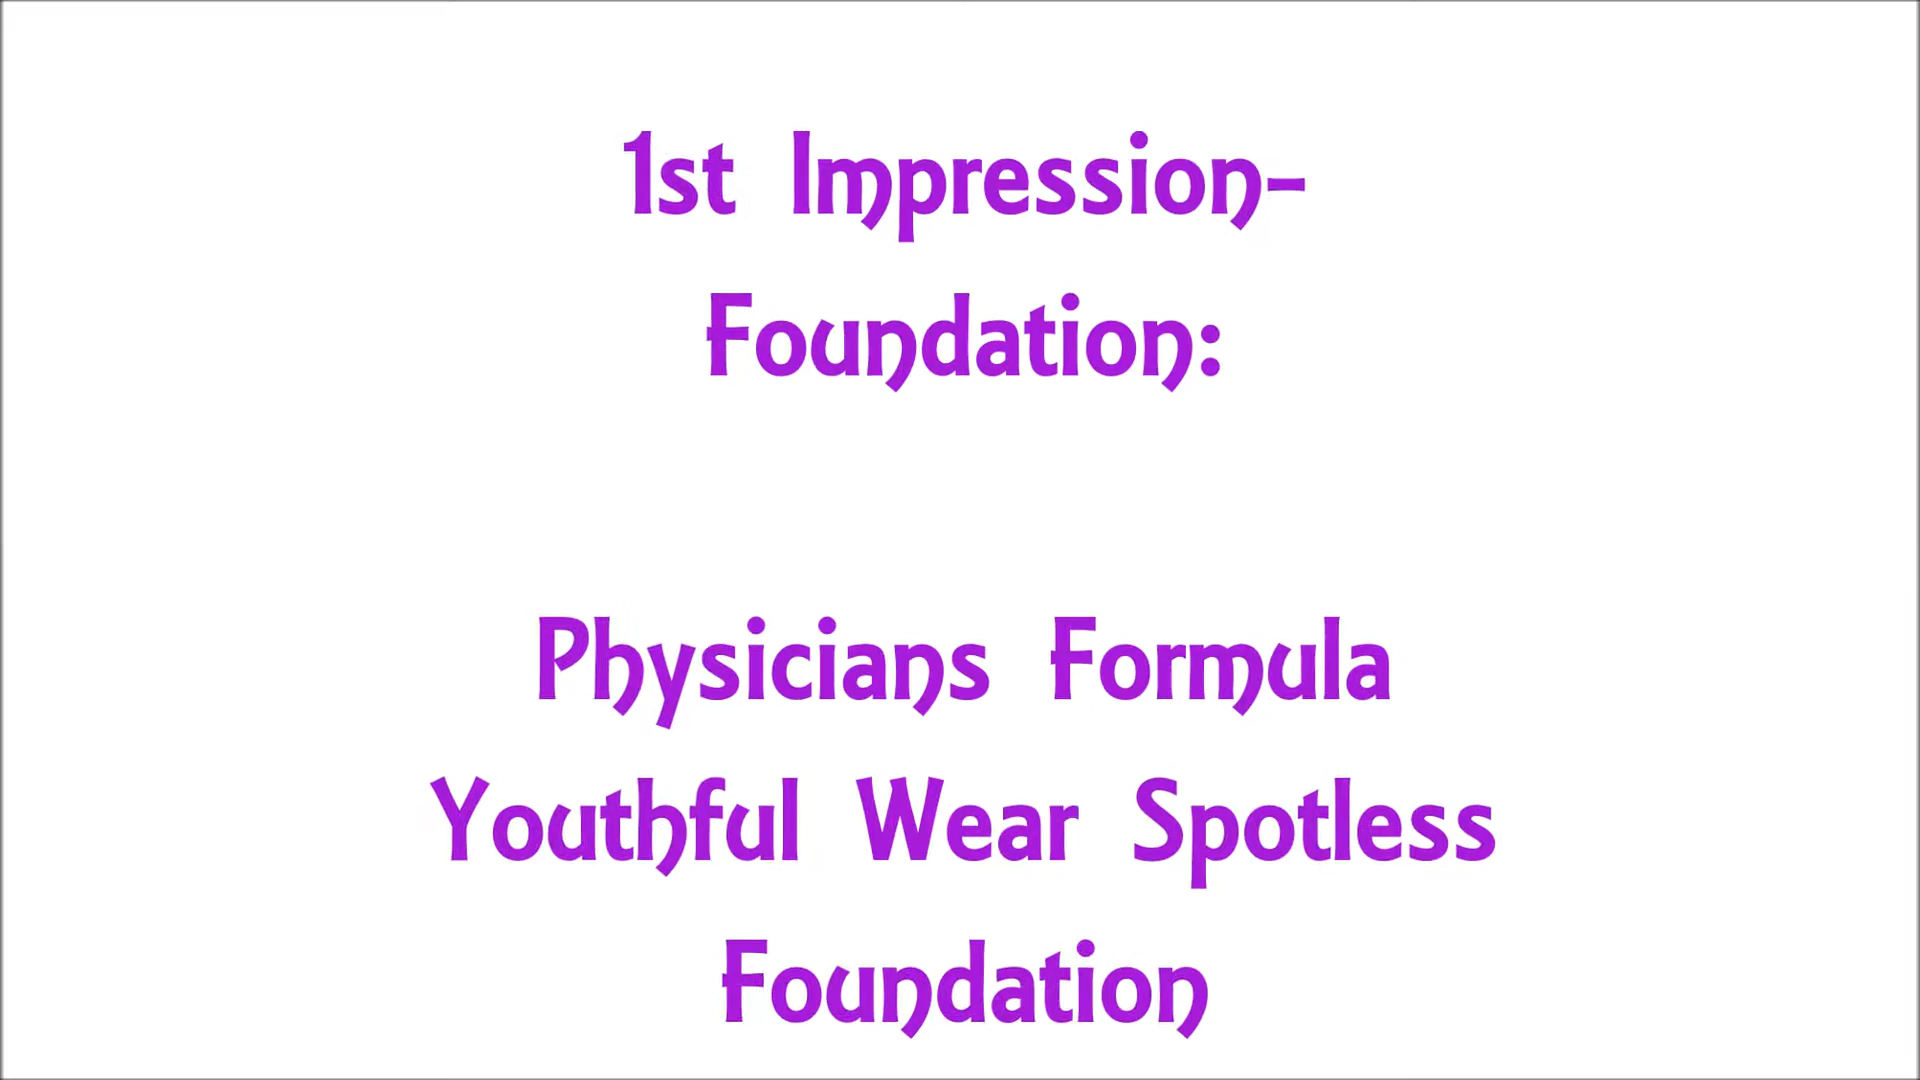 1st Impression-
Foundation:
Physicians Formula
Youthful Wear Spotless
Foundation